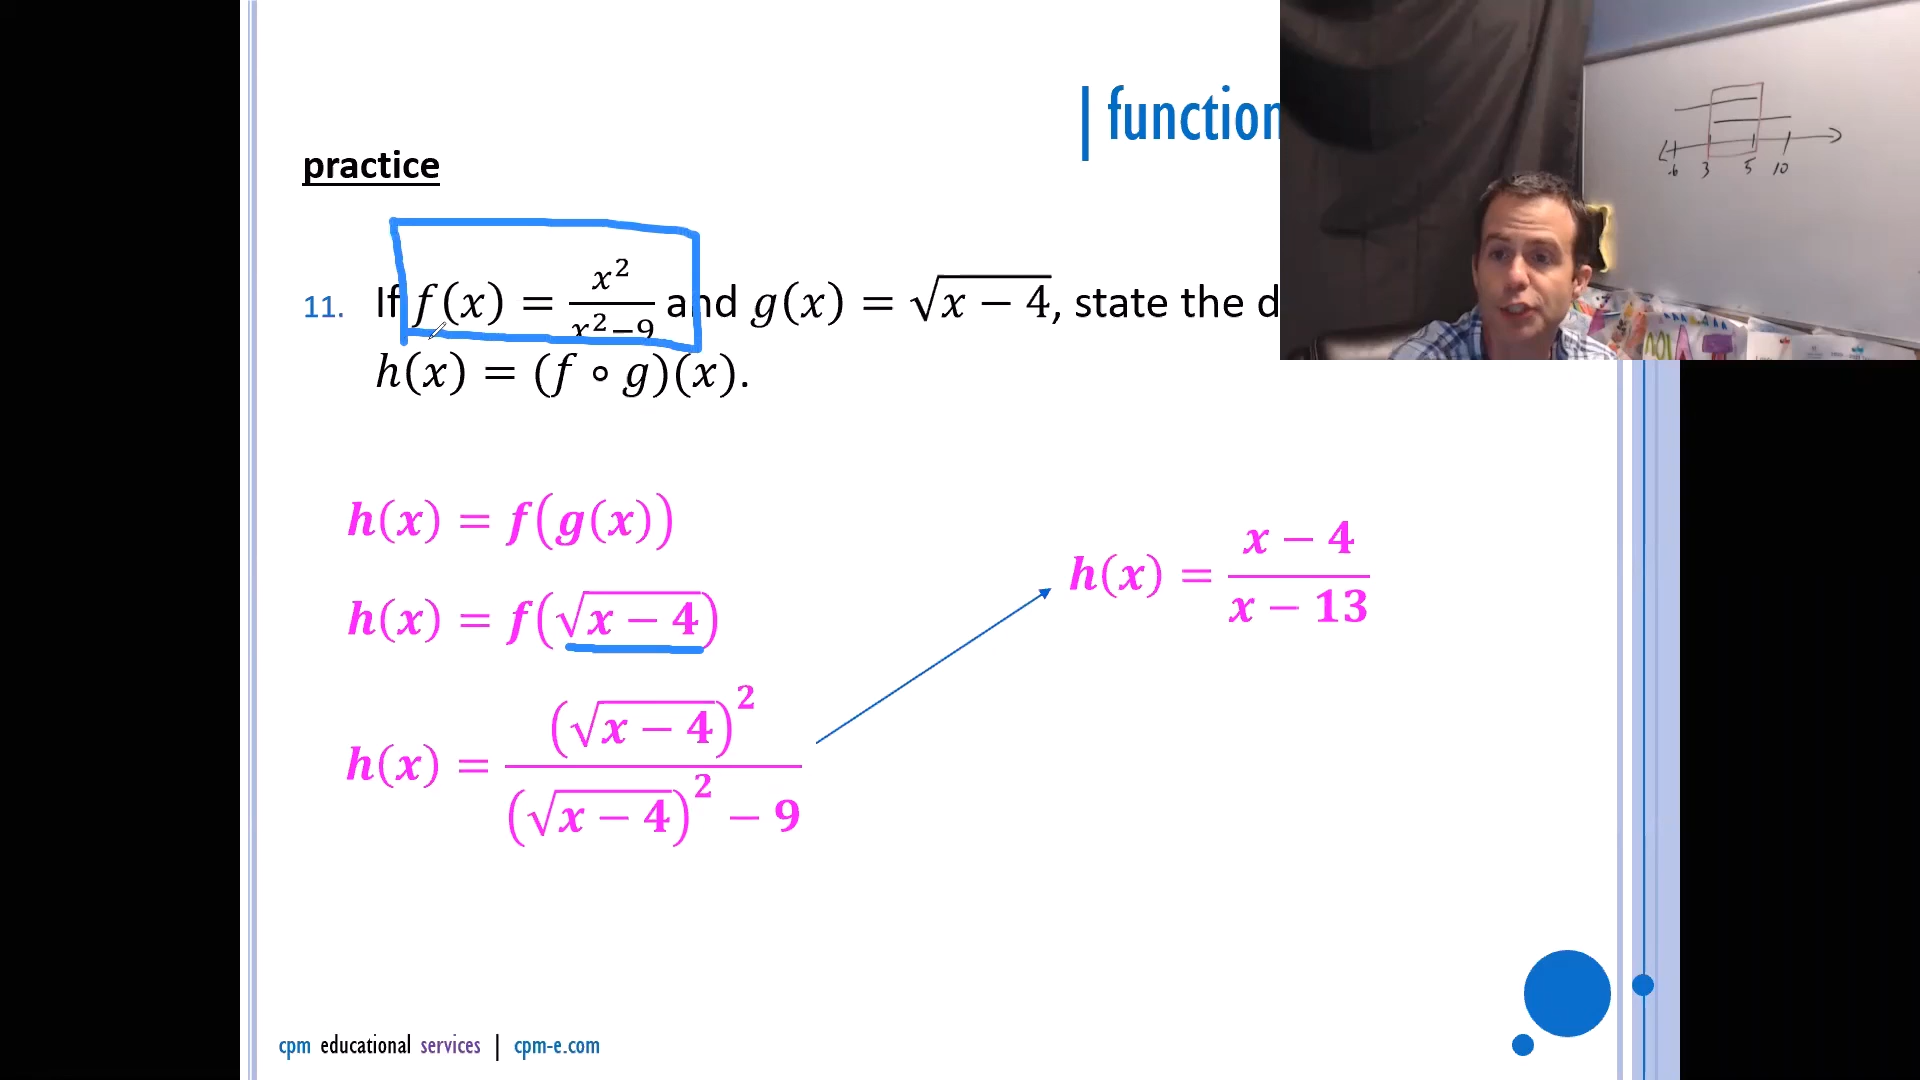 | function
practice
11. If f(x) = x²/(x²−9) and g(x) = √(x − 4), state the d
h(x) = (f ∘ g)(x).
h(x) = f(g(x))
h(x) = f(√(x − 4))
h(x) = (√(x − 4))²/((√(x − 4))² − 9)
h(x) = (x − 4)/(x − 13)
-6 3 5 10
cpm educational services | cpm-e.com